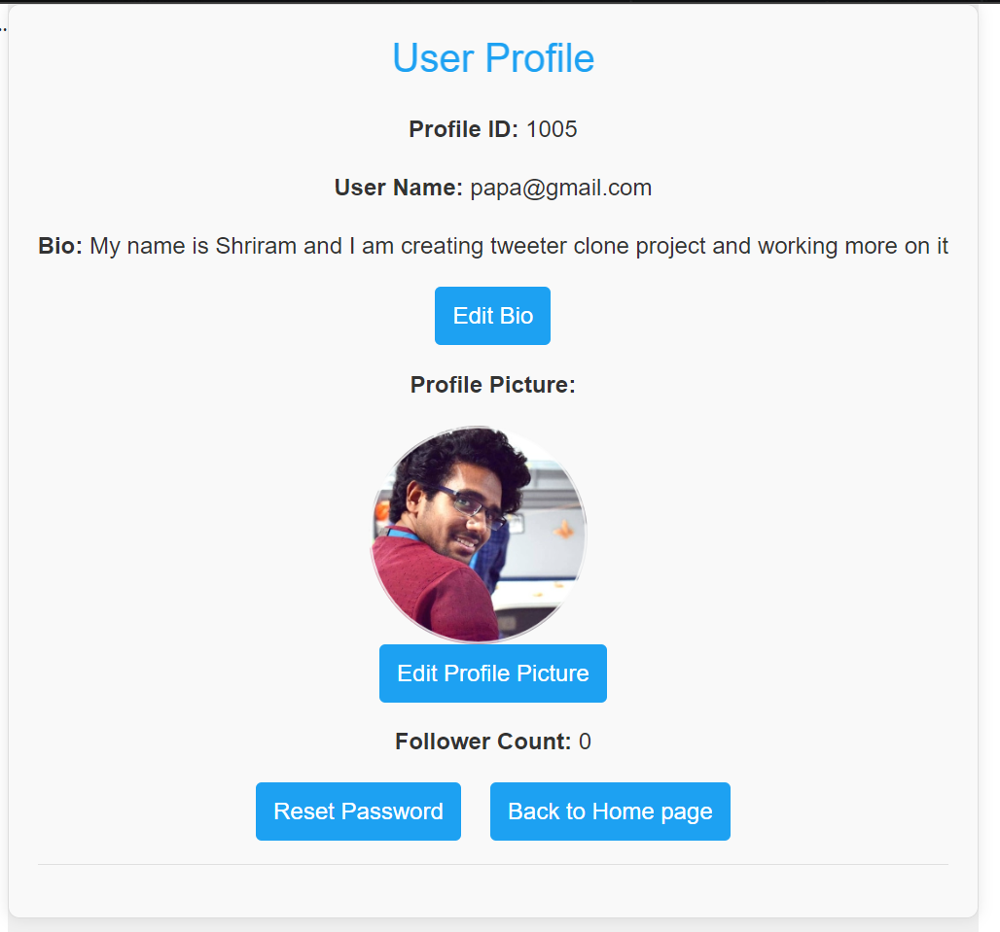 User Profile
Profile ID: 1005
User Name: papa@gmail.com
Bio: My name is Shriram and I am creating tweeter clone project and working more on it
Edit Bio
Profile Picture:
Edit Profile Picture
Follower Count: 0
Reset Password Back to Home page